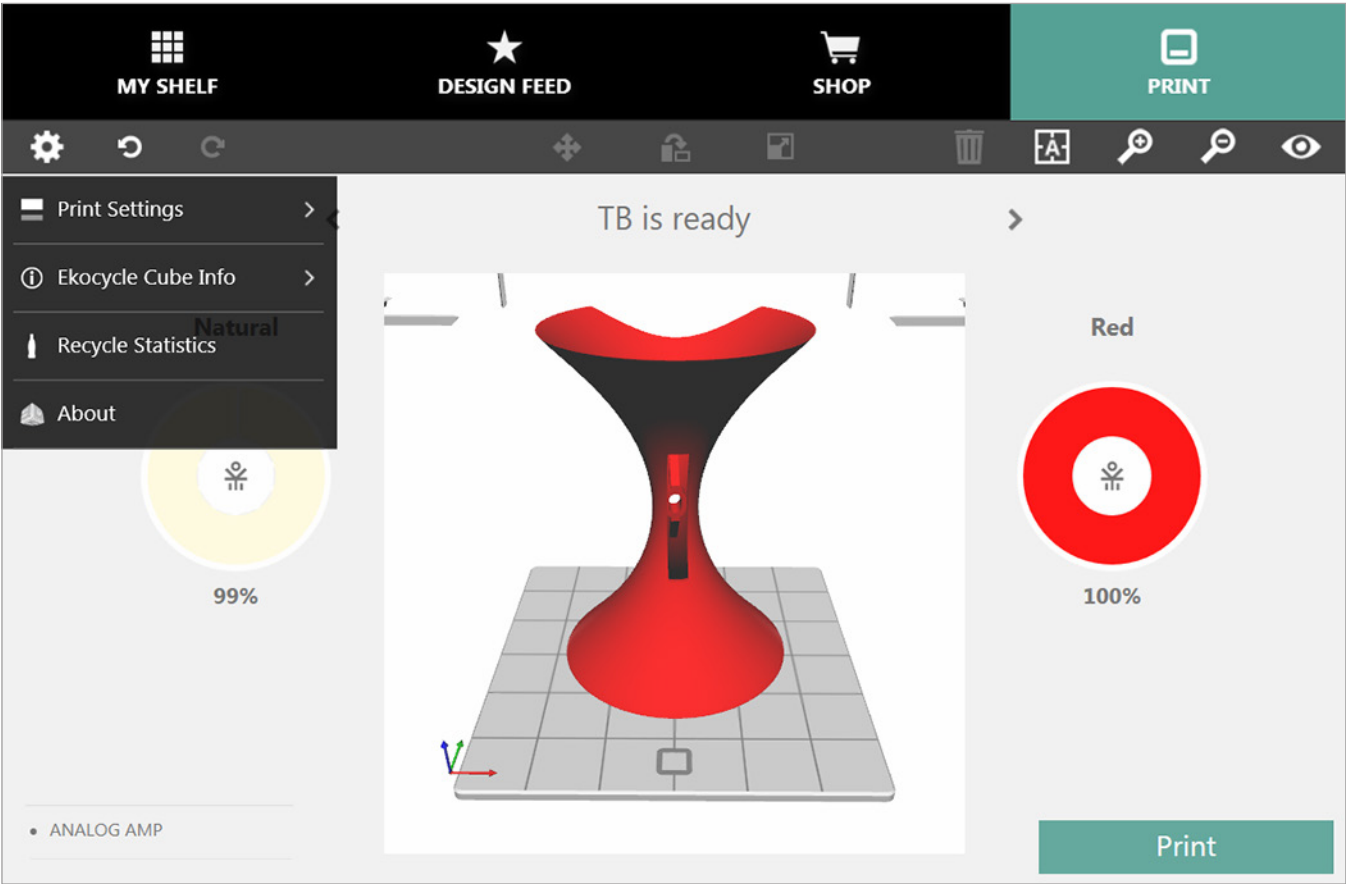 MY SHELF
DESIGN FEED
SHOP
PRINT
A
Print Settings
TB is ready
Ekocycle Cube Info
Natural
Red
Recycle Statistics
About
99%
100%
ANALOG AMP
Print